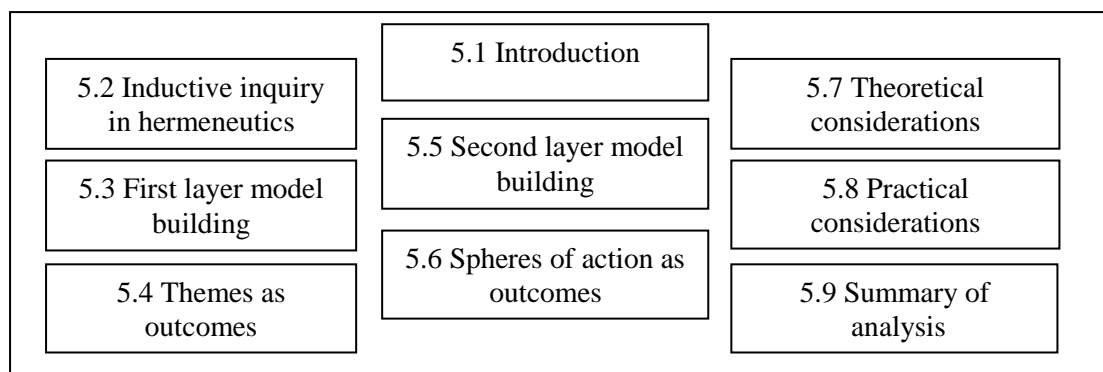 5.1 Introduction
5.2 Inductive inquiry
in hermeneutics
5.3 First layer model
building
5.4 Themes as
outcomes
5.5 Second layer model
building
5.6 Spheres of action as
outcomes
5.7 Theoretical
considerations
5.8 Practical
considerations
5.9 Summary of
analysis